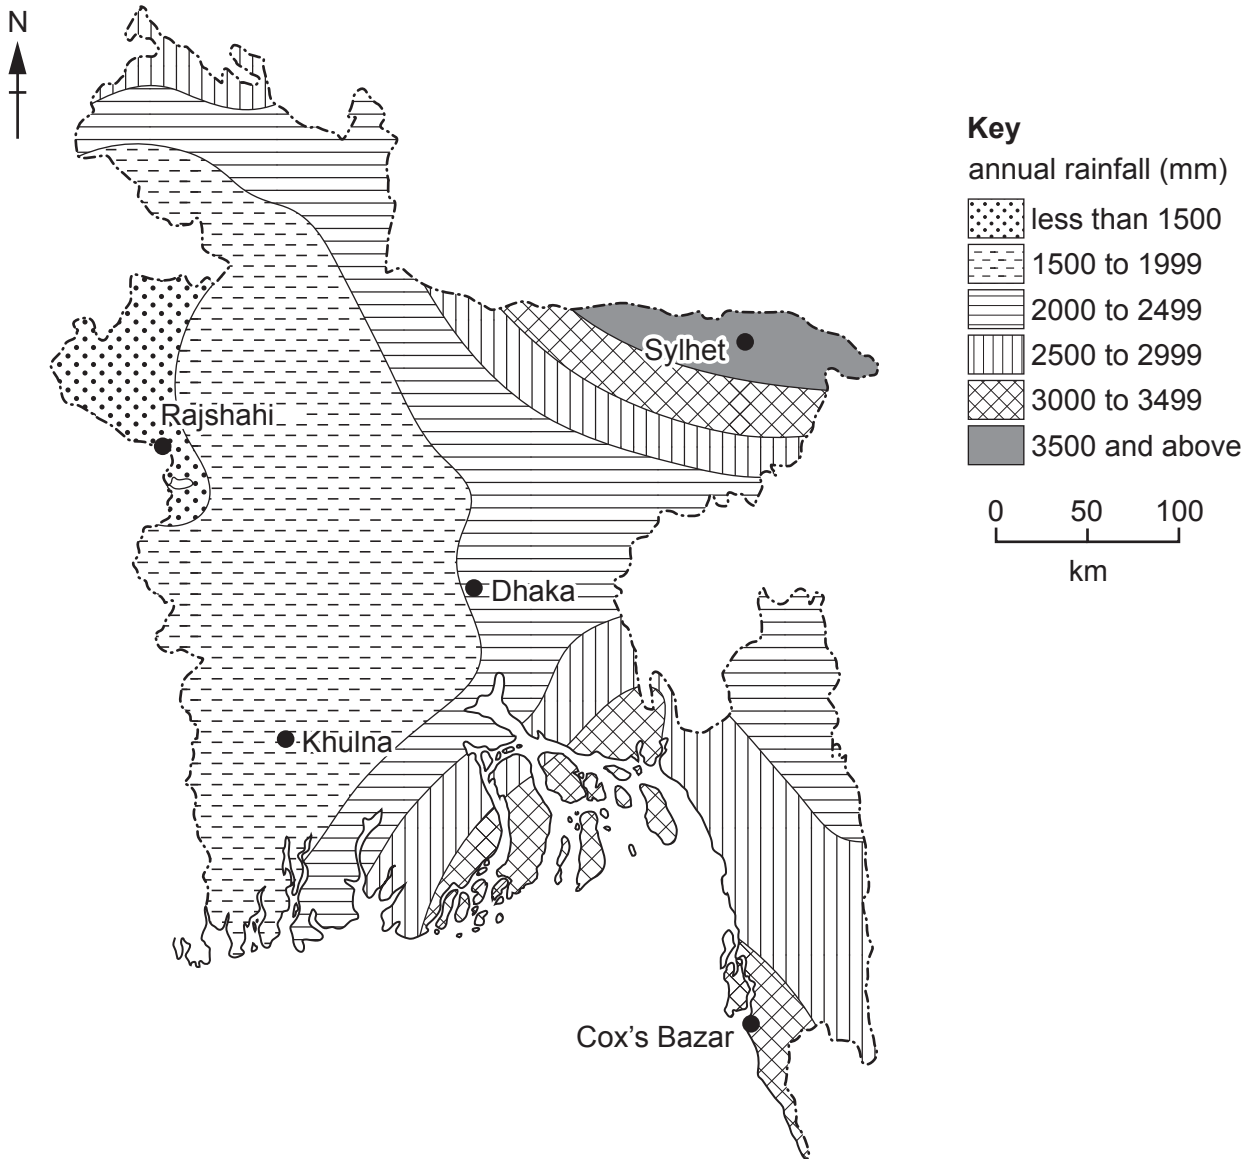 N
Key
annual rainfall (mm)
less than 1500
1500 to 1999
2000 to 2499
2500 to 2999
3000 to 3499
3500 and above
0 50 100
km
Sylhet
Rajshahi
Dhaka
Khulna
Cox's Bazar